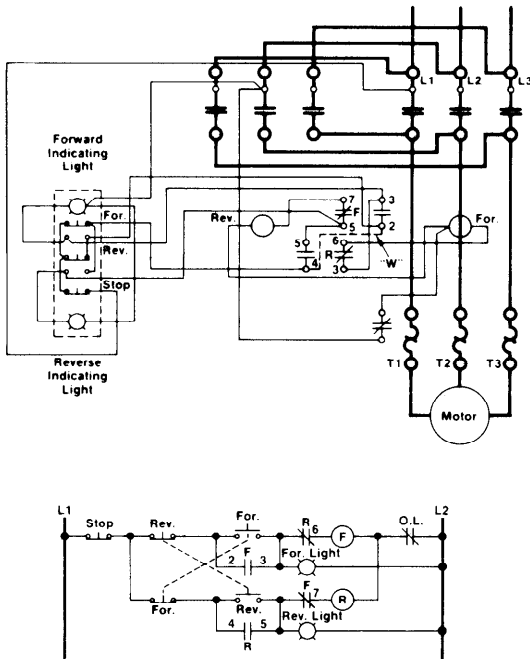 L1 L2 L3
Forward
Indicating
Light
For.
Rev.
Stop
Reverse
Indicating
Light
Rev.
7
F
5
3
2
For.
5
4
6
R
3
W
T1 T2 T3
Motor
L1
L2
Stop
Rev.
For.
R
6
F
O.L.
2
F
3
For. Light
For.
Rev.
F
7
R
4
R
5
Rev. Light